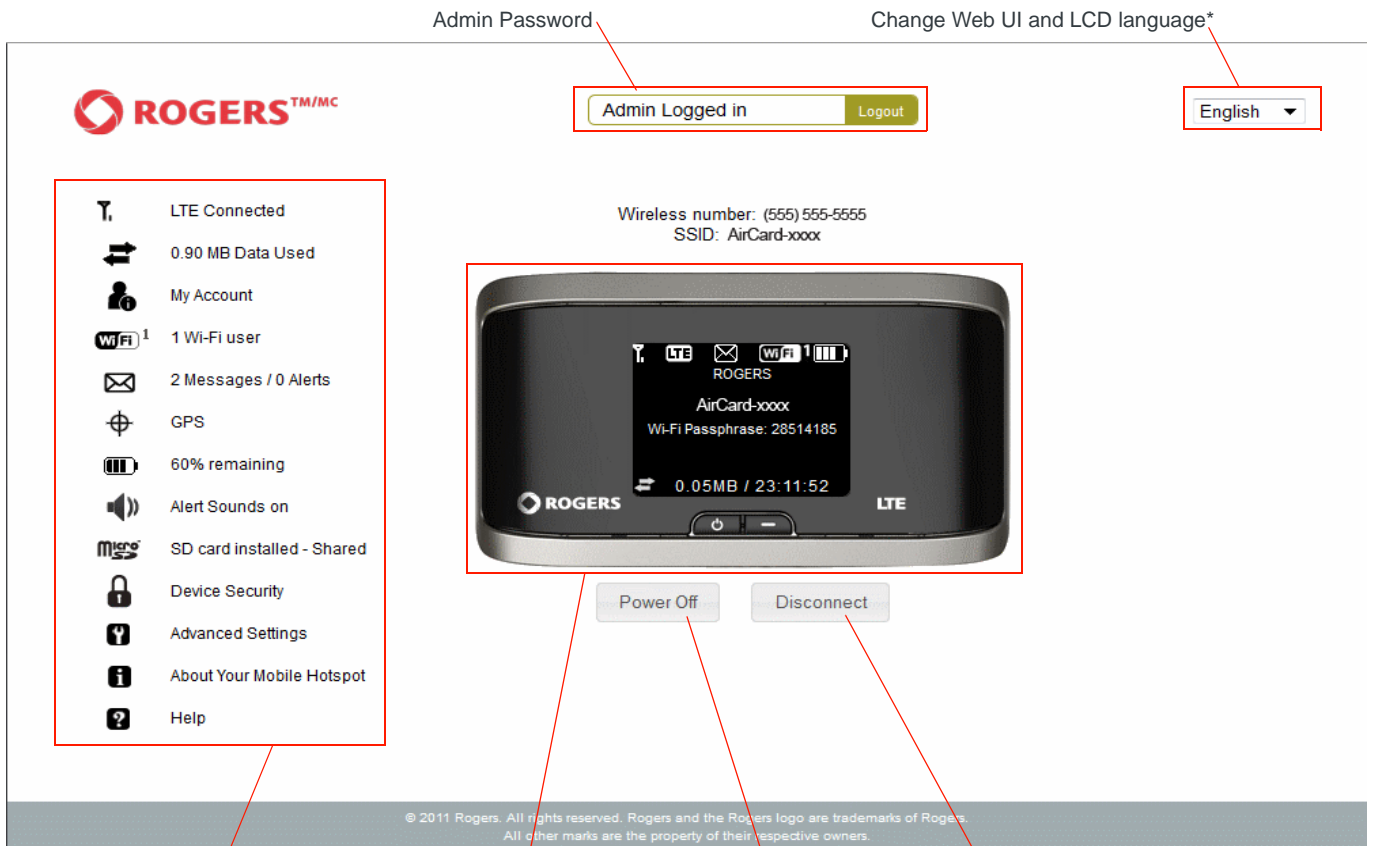 Admin Password
Change Web UI and LCD language*
ROGERS™/MC
Admin Logged in
Logout
English
LTE Connected
0.90 MB Data Used
My Account
WiFi 1
1 Wi-Fi user
2 Messages / 0 Alerts
GPS
60% remaining
Alert Sounds on
Micro SD
SD card installed - Shared
Device Security
Advanced Settings
About Your Mobile Hotspot
Help
Wireless number: (555) 555-5555
SSID: AirCard-xxxx
LTE WiFi 1
ROGERS
AirCard-xxxx
Wi-Fi Passphrase: 28514185
0.05MB / 23:11:52
ROGERS
LTE
Power Off
Disconnect
© 2011 Rogers. All rights reserved. Rogers and the Rogers logo are trademarks of Rogers.
All other marks are the property of their respective owners.